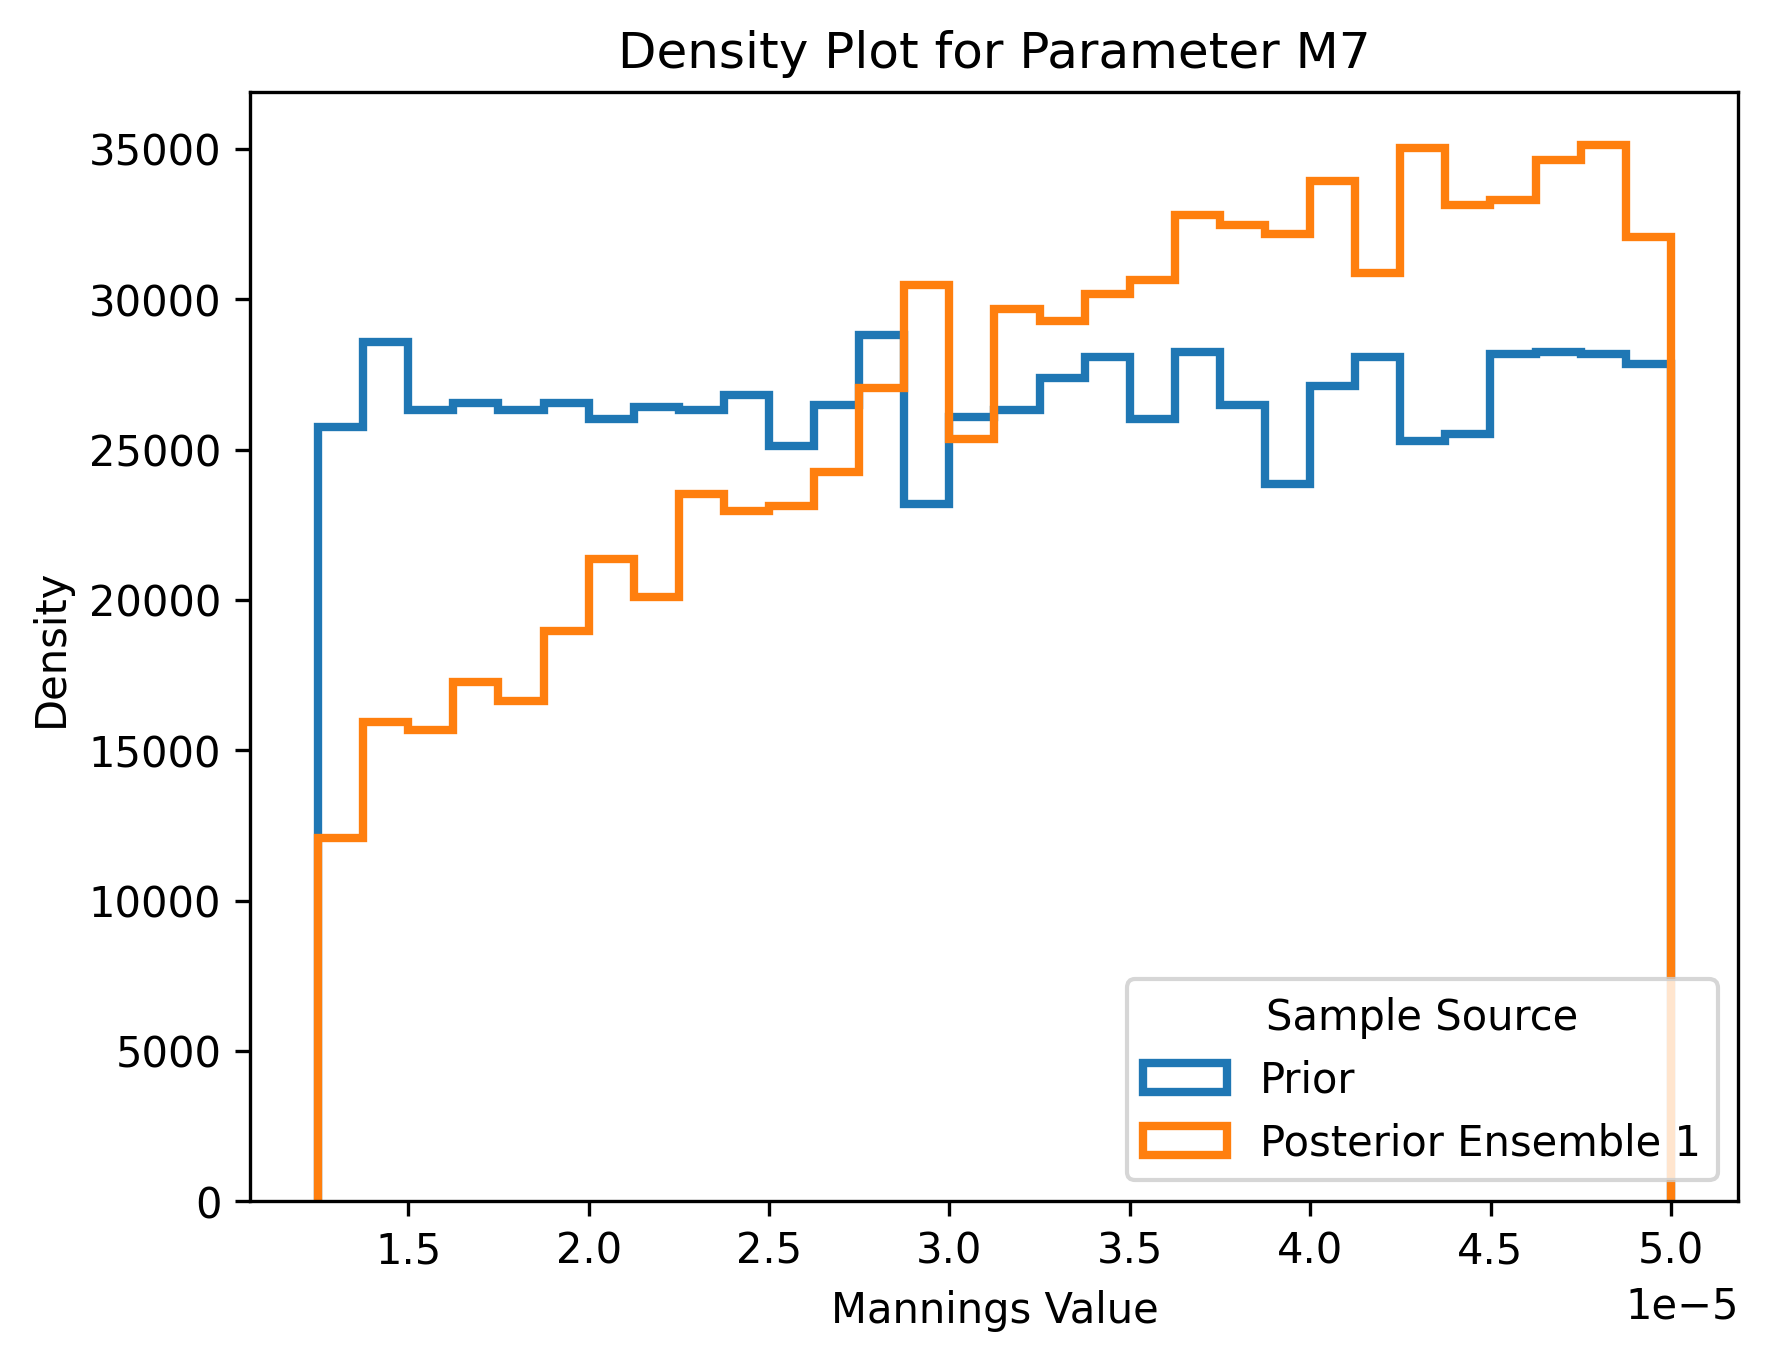 Density Plot for Parameter M7
35000
30000
25000
20000
15000
10000
5000
0
Density
1.5 2.0 2.5 3.0 3.5 4.0 4.5 5.0
1e−5
Mannings Value
Sample Source
Prior
Posterior Ensemble 1